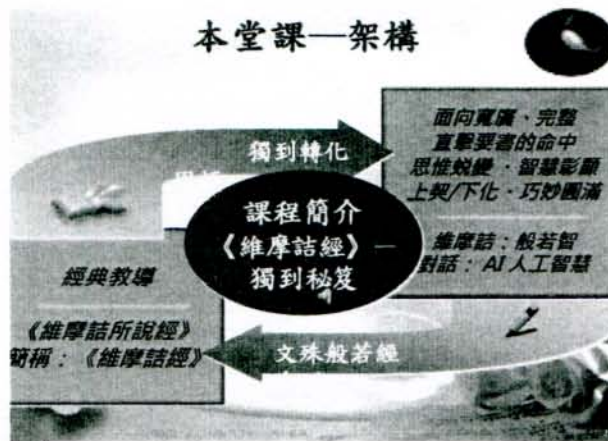 本堂課—架構
面向寬廣、完整
直擊要害的命中
思惟蛻變．智慧彰顯
上契/下化．巧妙圓滿
維摩詰：般若智
對話：AI人工智慧
獨到轉化
課程簡介
《維摩詰經》—
獨到秘笈
經典教導
《維摩詰所說經》
簡稱：《維摩詰經》
文殊般若經